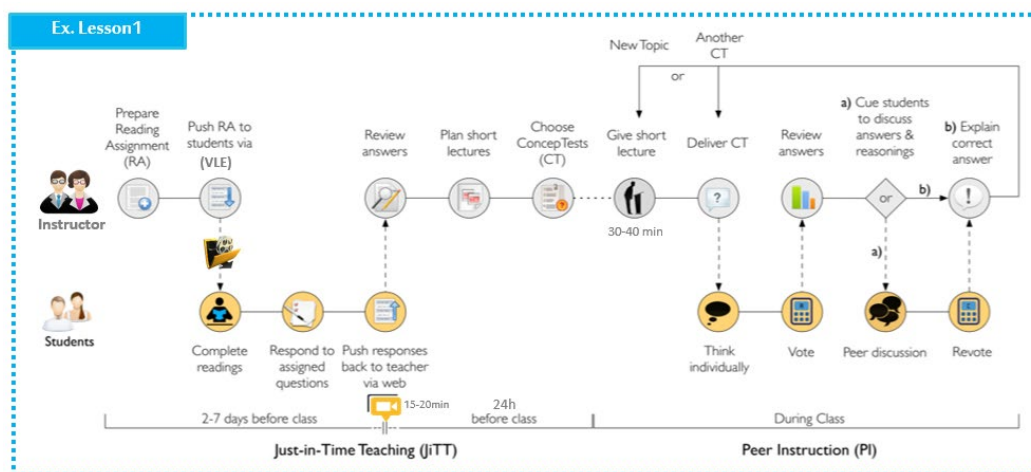 Ex. Lesson1
New Topic
or
Another
CT
Prepare
Reading
Assignment
(RA)
Push RA to
students via
(VLE)
Review
answers
Plan short
lectures
Choose
ConcepTests
(CT)
Give short
lecture
Deliver CT
Review
answers
a) Cue students
to discuss
answers &
reasonings
b) Explain
correct
answer
Instructor
30-40 min
?
or
b)
!
a)
Students
Complete
readings
Respond to
assigned
questions
Push responses
back to teacher
via web
Think
individually
Vote
Peer discussion
Revote
2-7 days before class
15-20min
24h
before class
During Class
Just-in-Time Teaching (JiTT)
Peer Instruction (PI)